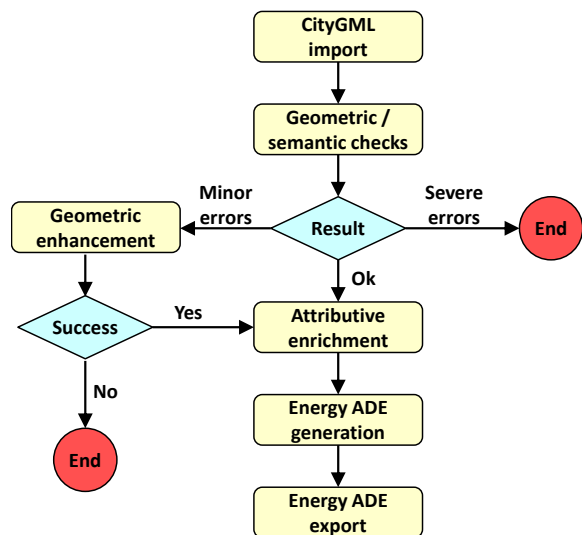 CityGML
import
Geometric /
semantic checks
Minor
errors
Severe
errors
Geometric
enhancement
Result
End
Ok
Success
Yes
Attributive
enrichment
No
Energy ADE
generation
End
Energy ADE
export